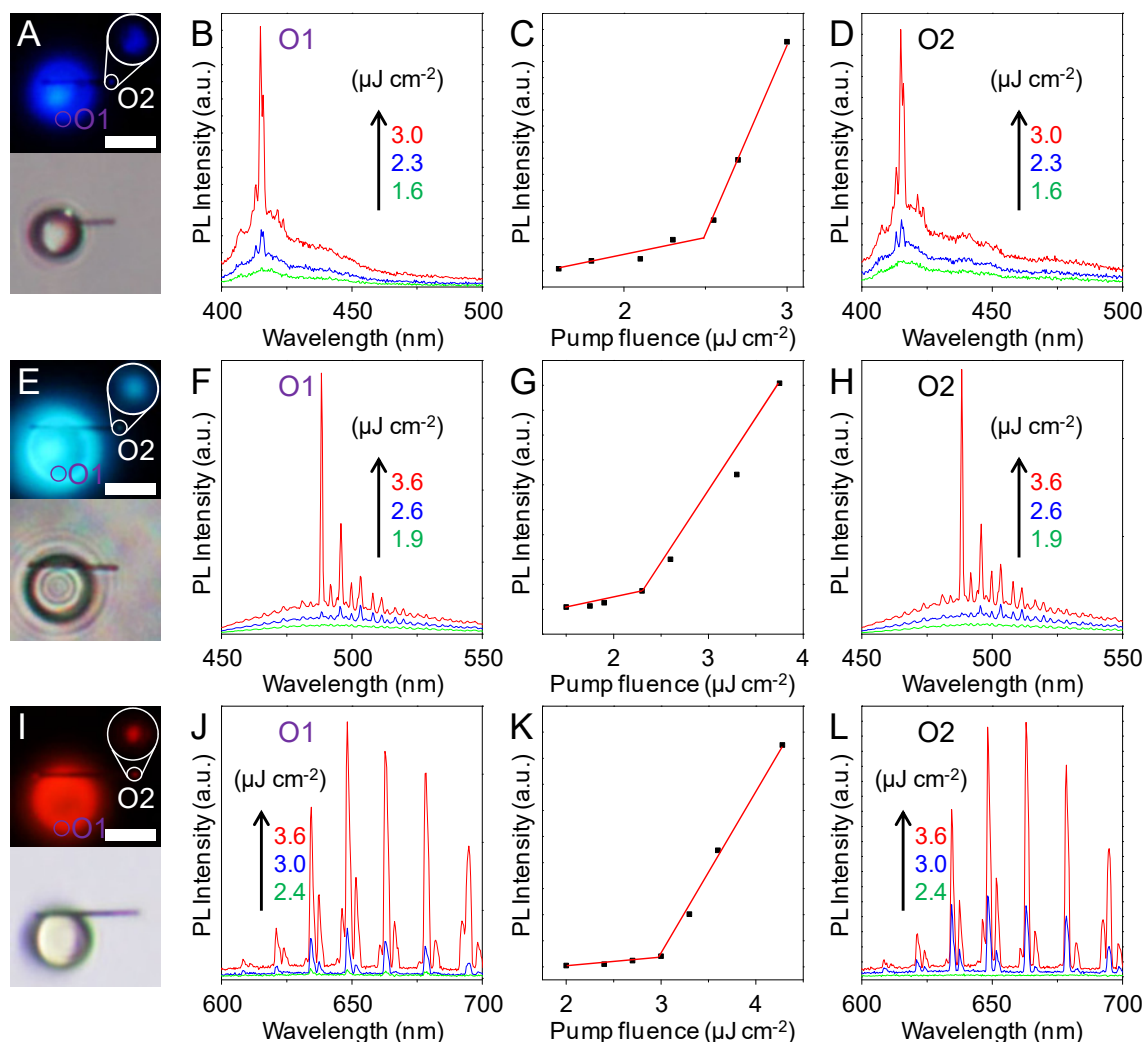 A
O1
O2
B
O1
PL Intensity (a.u.)
(µJ cm-2)
3.0
2.3
1.6
400 450 500
Wavelength (nm)
C
PL Intensity (a.u.)
2 3
Pump fluence (µJ cm-2)
D
O2
PL Intensity (a.u.)
(µJ cm-2)
3.0
2.3
1.6
400 450 500
Wavelength (nm)
E
O2
O1
F
O1
PL Intensity (a.u.)
(µJ cm-2)
3.6
2.6
1.9
450 500 550
Wavelength (nm)
G
PL Intensity (a.u.)
2 3 4
Pump fluence (µJ cm-2)
H
O2
PL Intensity (a.u.)
(µJ cm-2)
3.6
2.6
1.9
450 500 550
Wavelength (nm)
I
O2
O1
J
O1
PL Intensity (a.u.)
(µJ cm-2)
3.6
3.0
2.4
600 650 700
Wavelength (nm)
K
PL Intensity (a.u.)
2 3 4
Pump fluence (µJ cm-2)
L
O2
PL Intensity (a.u.)
(µJ cm-2)
3.6
3.0
2.4
600 650 700
Wavelength (nm)